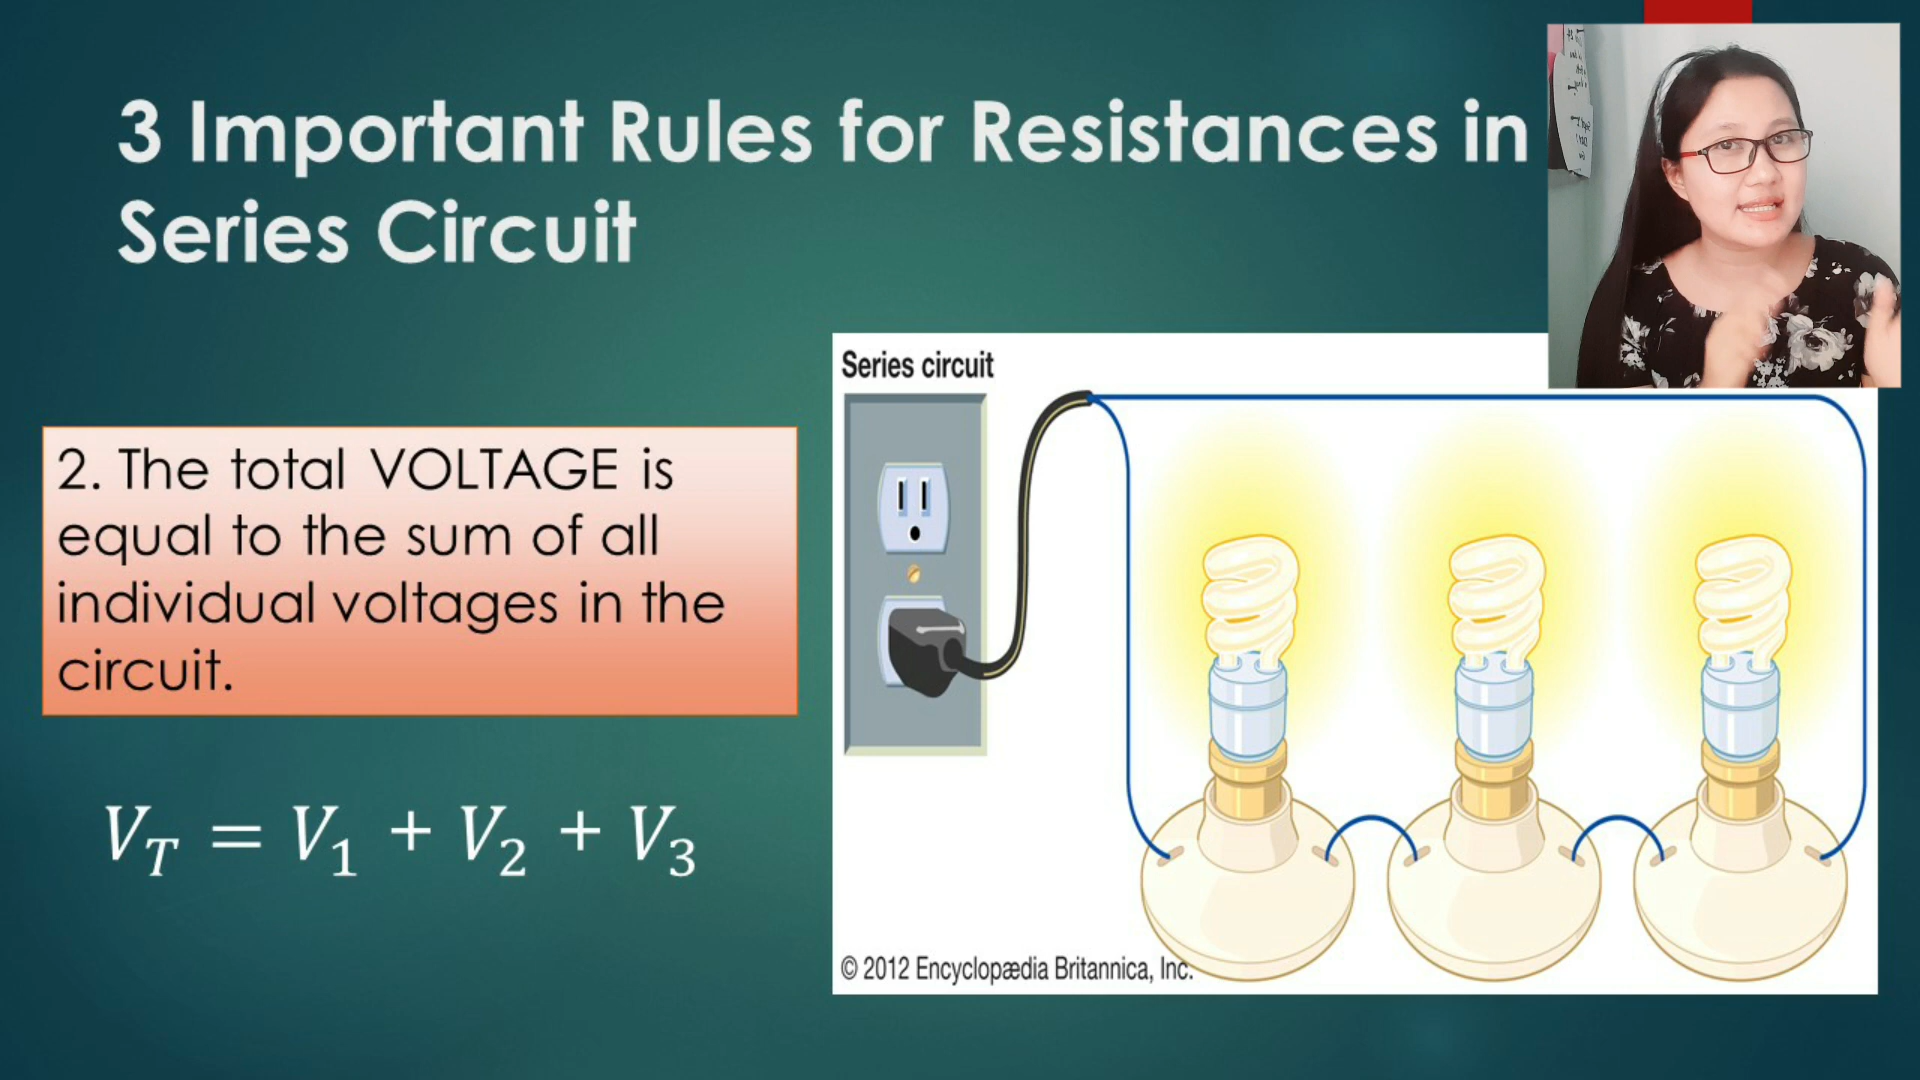 3 Important Rules for Resistances in
Series Circuit
Series circuit
2. The total VOLTAGE is
equal to the sum of all
individual voltages in the
circuit.
V_T = V_1 + V_2 + V_3
© 2012 Encyclopædia Britannica, Inc.